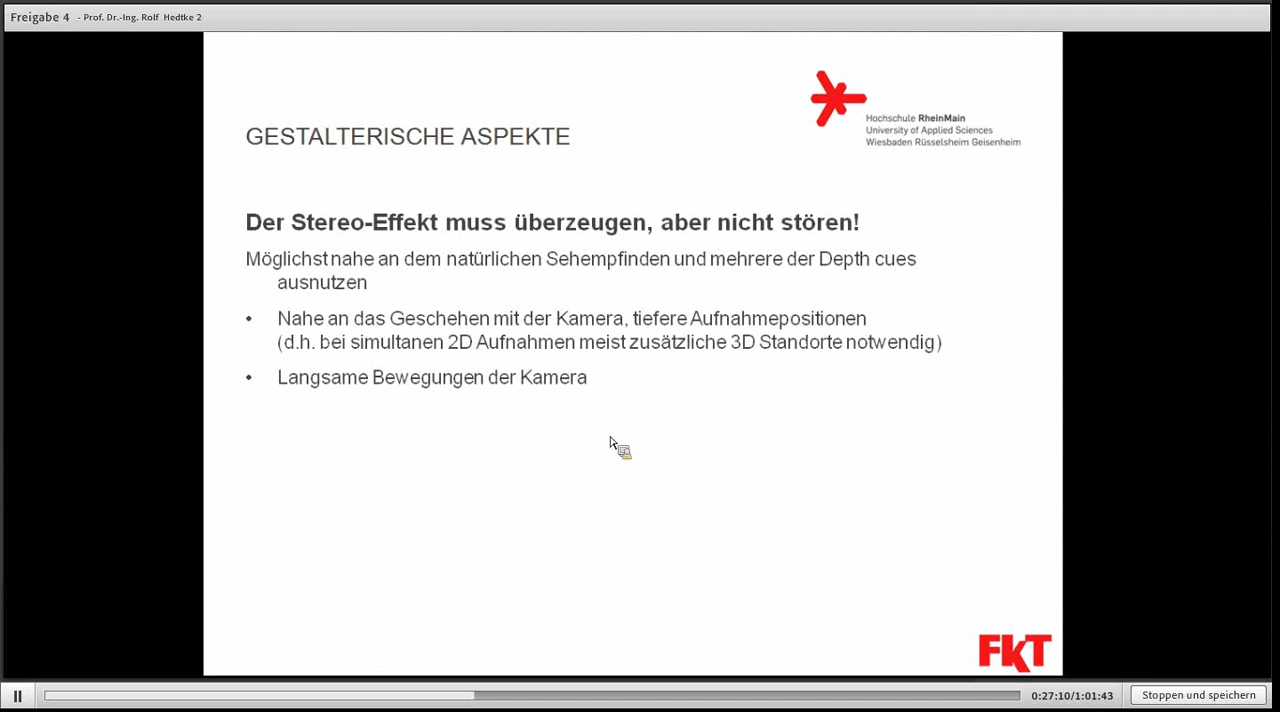 Freigabe 4 - Prof. Dr.-Ing. Rolf Hedtke 2
Hochschule RheinMain
University of Applied Sciences
Wiesbaden Rüsselsheim Geisenheim
GESTALTERISCHE ASPEKTE
Der Stereo-Effekt muss überzeugen, aber nicht stören!
Möglichst nahe an dem natürlichen Sehempfinden und mehrere der Depth cues
ausnutzen
• Nahe an das Geschehen mit der Kamera, tiefere Aufnahmepositionen
(d.h. bei simultanen 2D Aufnahmen meist zusätzliche 3D Standorte notwendig)
• Langsame Bewegungen der Kamera
FKT
0:27:10/1:01:43
Stoppen und speichern